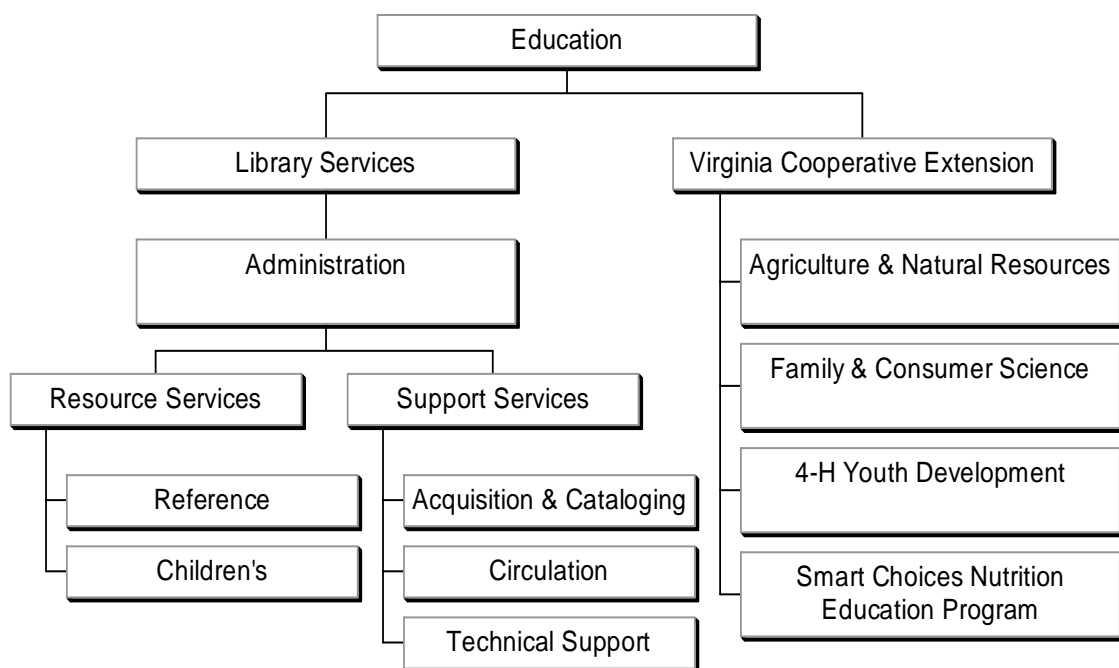 Education
Library Services
Virginia Cooperative Extension
Administration
Agriculture & Natural Resources
Family & Consumer Science
Resource Services
Support Services
4-H Youth Development
Reference
Acquisition & Cataloging
Children's
Circulation
Smart Choices Nutrition
Education Program
Technical Support